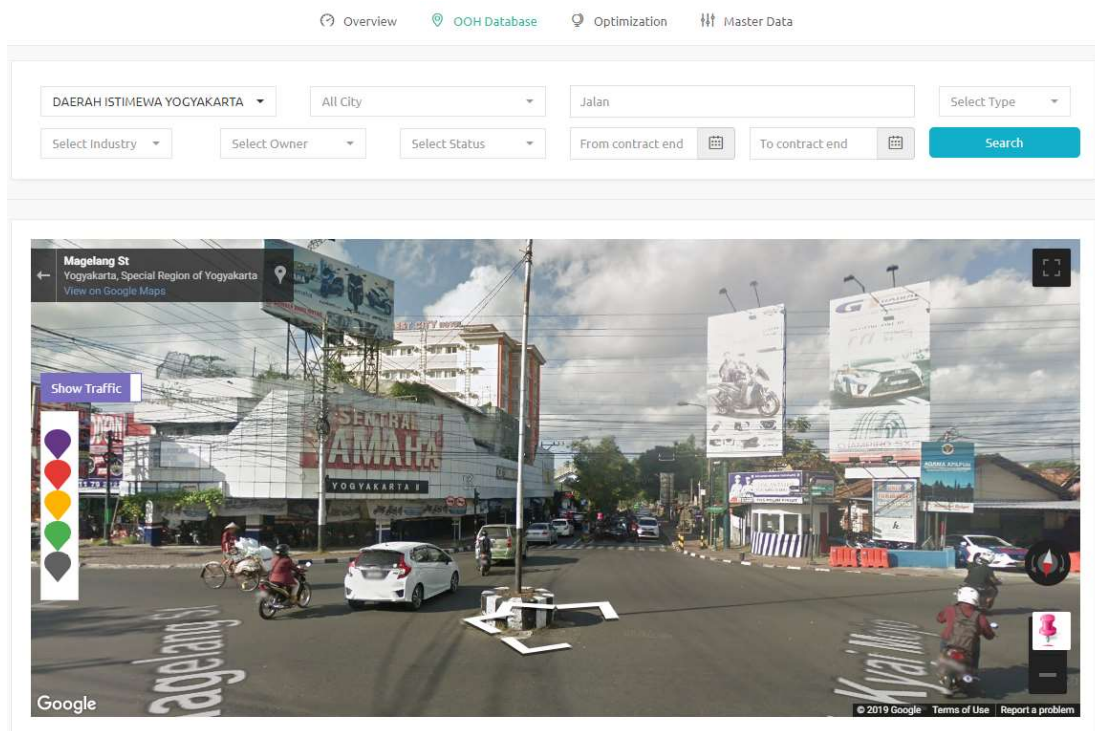 Overview
OOH Database
Optimization
Master Data
DAERAH ISTIMEWA YOGYAKARTA
All City
Jalan
Select Type
Select Industry
Select Owner
Select Status
From contract end
To contract end
Search
Magelang St
Yogyakarta, Special Region of Yogyakarta
View on Google Maps
Show Traffic
SENTRAL
YAMAHA
YOGYAKARTA II
Magelang St
Kyai Mojo
Google
© 2019 Google
Terms of Use
Report a problem